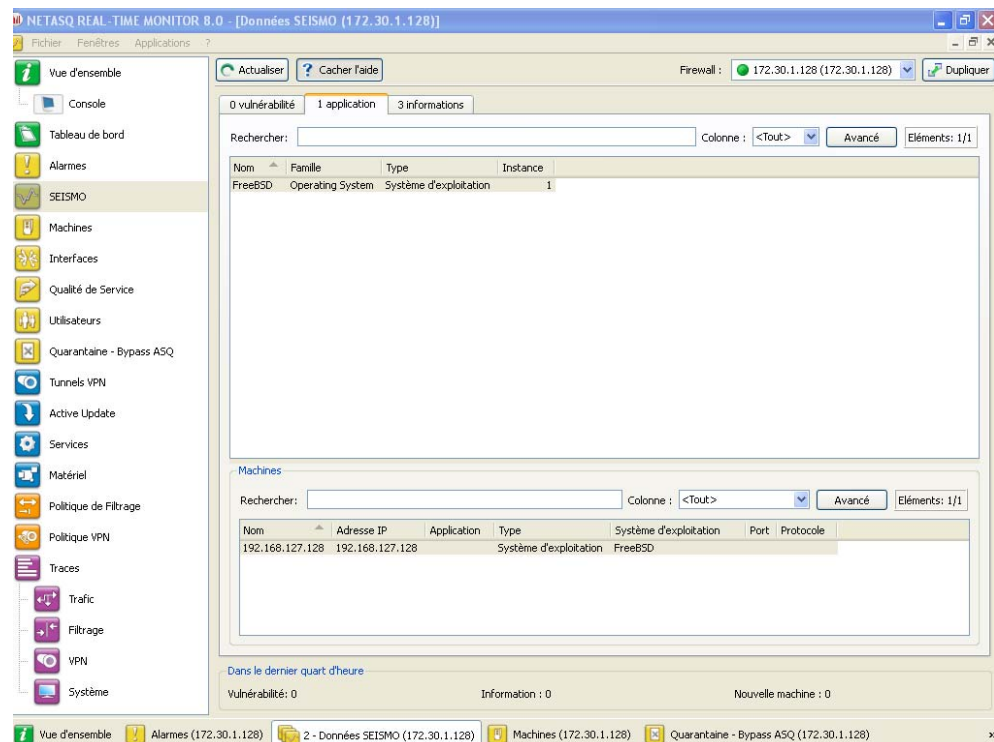 NETASQ REAL-TIME MONITOR 8.0 - [Données SEISMO (172.30.1.128)]
Fichier Fenêtres Applications ?
Vue d'ensemble
Console
Tableau de bord
Alarmes
SEISMO
Machines
Interfaces
Qualité de Service
Utilisateurs
Quarantaine - Bypass ASQ
Tunnels VPN
Active Update
Services
Matériel
Politique de Filtrage
Politique VPN
Traces
Trafic
Filtrage
VPN
Système
Actualiser ? Cacher l'aide Firewall : 172.30.1.128 (172.30.1.128) Dupliquer
0 vulnérabilité 1 application 3 informations
Rechercher: Colonne : <Tout> Avancé Eléments: 1/1
Nom Famille Type Instance
FreeBSD Operating System Système d'exploitation 1
Machines
Rechercher: Colonne : <Tout> Avancé Eléments: 1/1
Nom Adresse IP Application Type Système d'exploitation Port Protocole
192.168.127.128 192.168.127.128 Système d'exploitation FreeBSD
Dans le dernier quart d'heure
Vulnérabilité: 0 Information : 0 Nouvelle machine : 0
Vue d'ensemble Alarmes (172.30.1.128) 2 - Données SEISMO (172.30.1.128) Machines (172.30.1.128) Quarantaine - Bypass ASQ (172.30.1.128) »